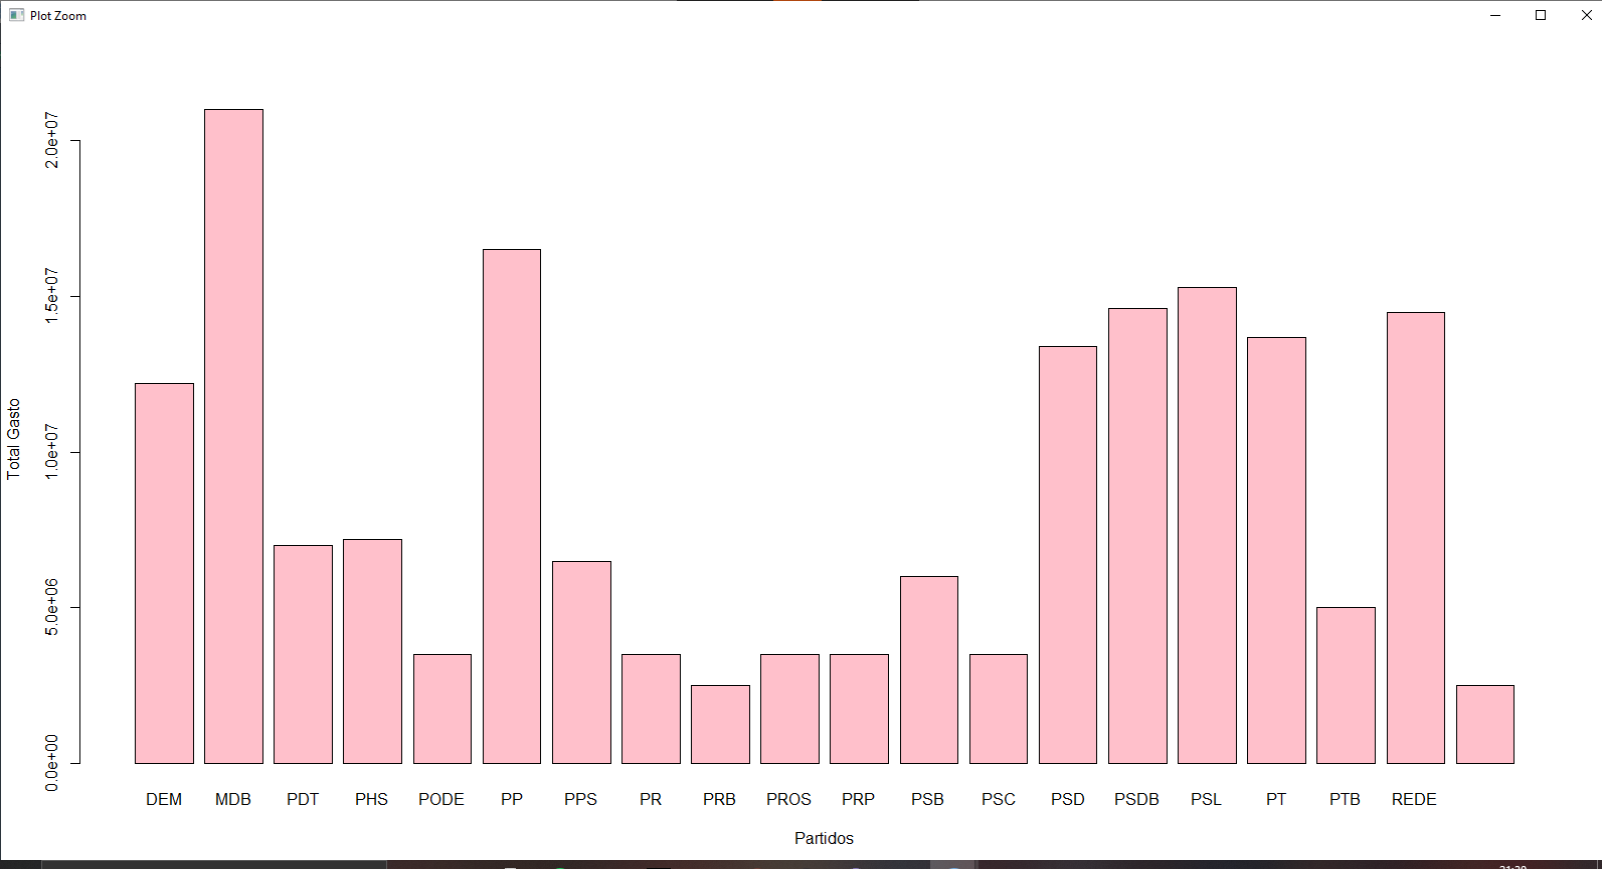 Plot Zoom
2.0e+07
1.5e+07
1.0e+07
5.0e+06
0.0e+00
Total Gasto
DEM MDB PDT PHS PODE PP PPS PR PRB PROS PRP PSB PSC PSD PSDB PSL PT PTB REDE
Partidos